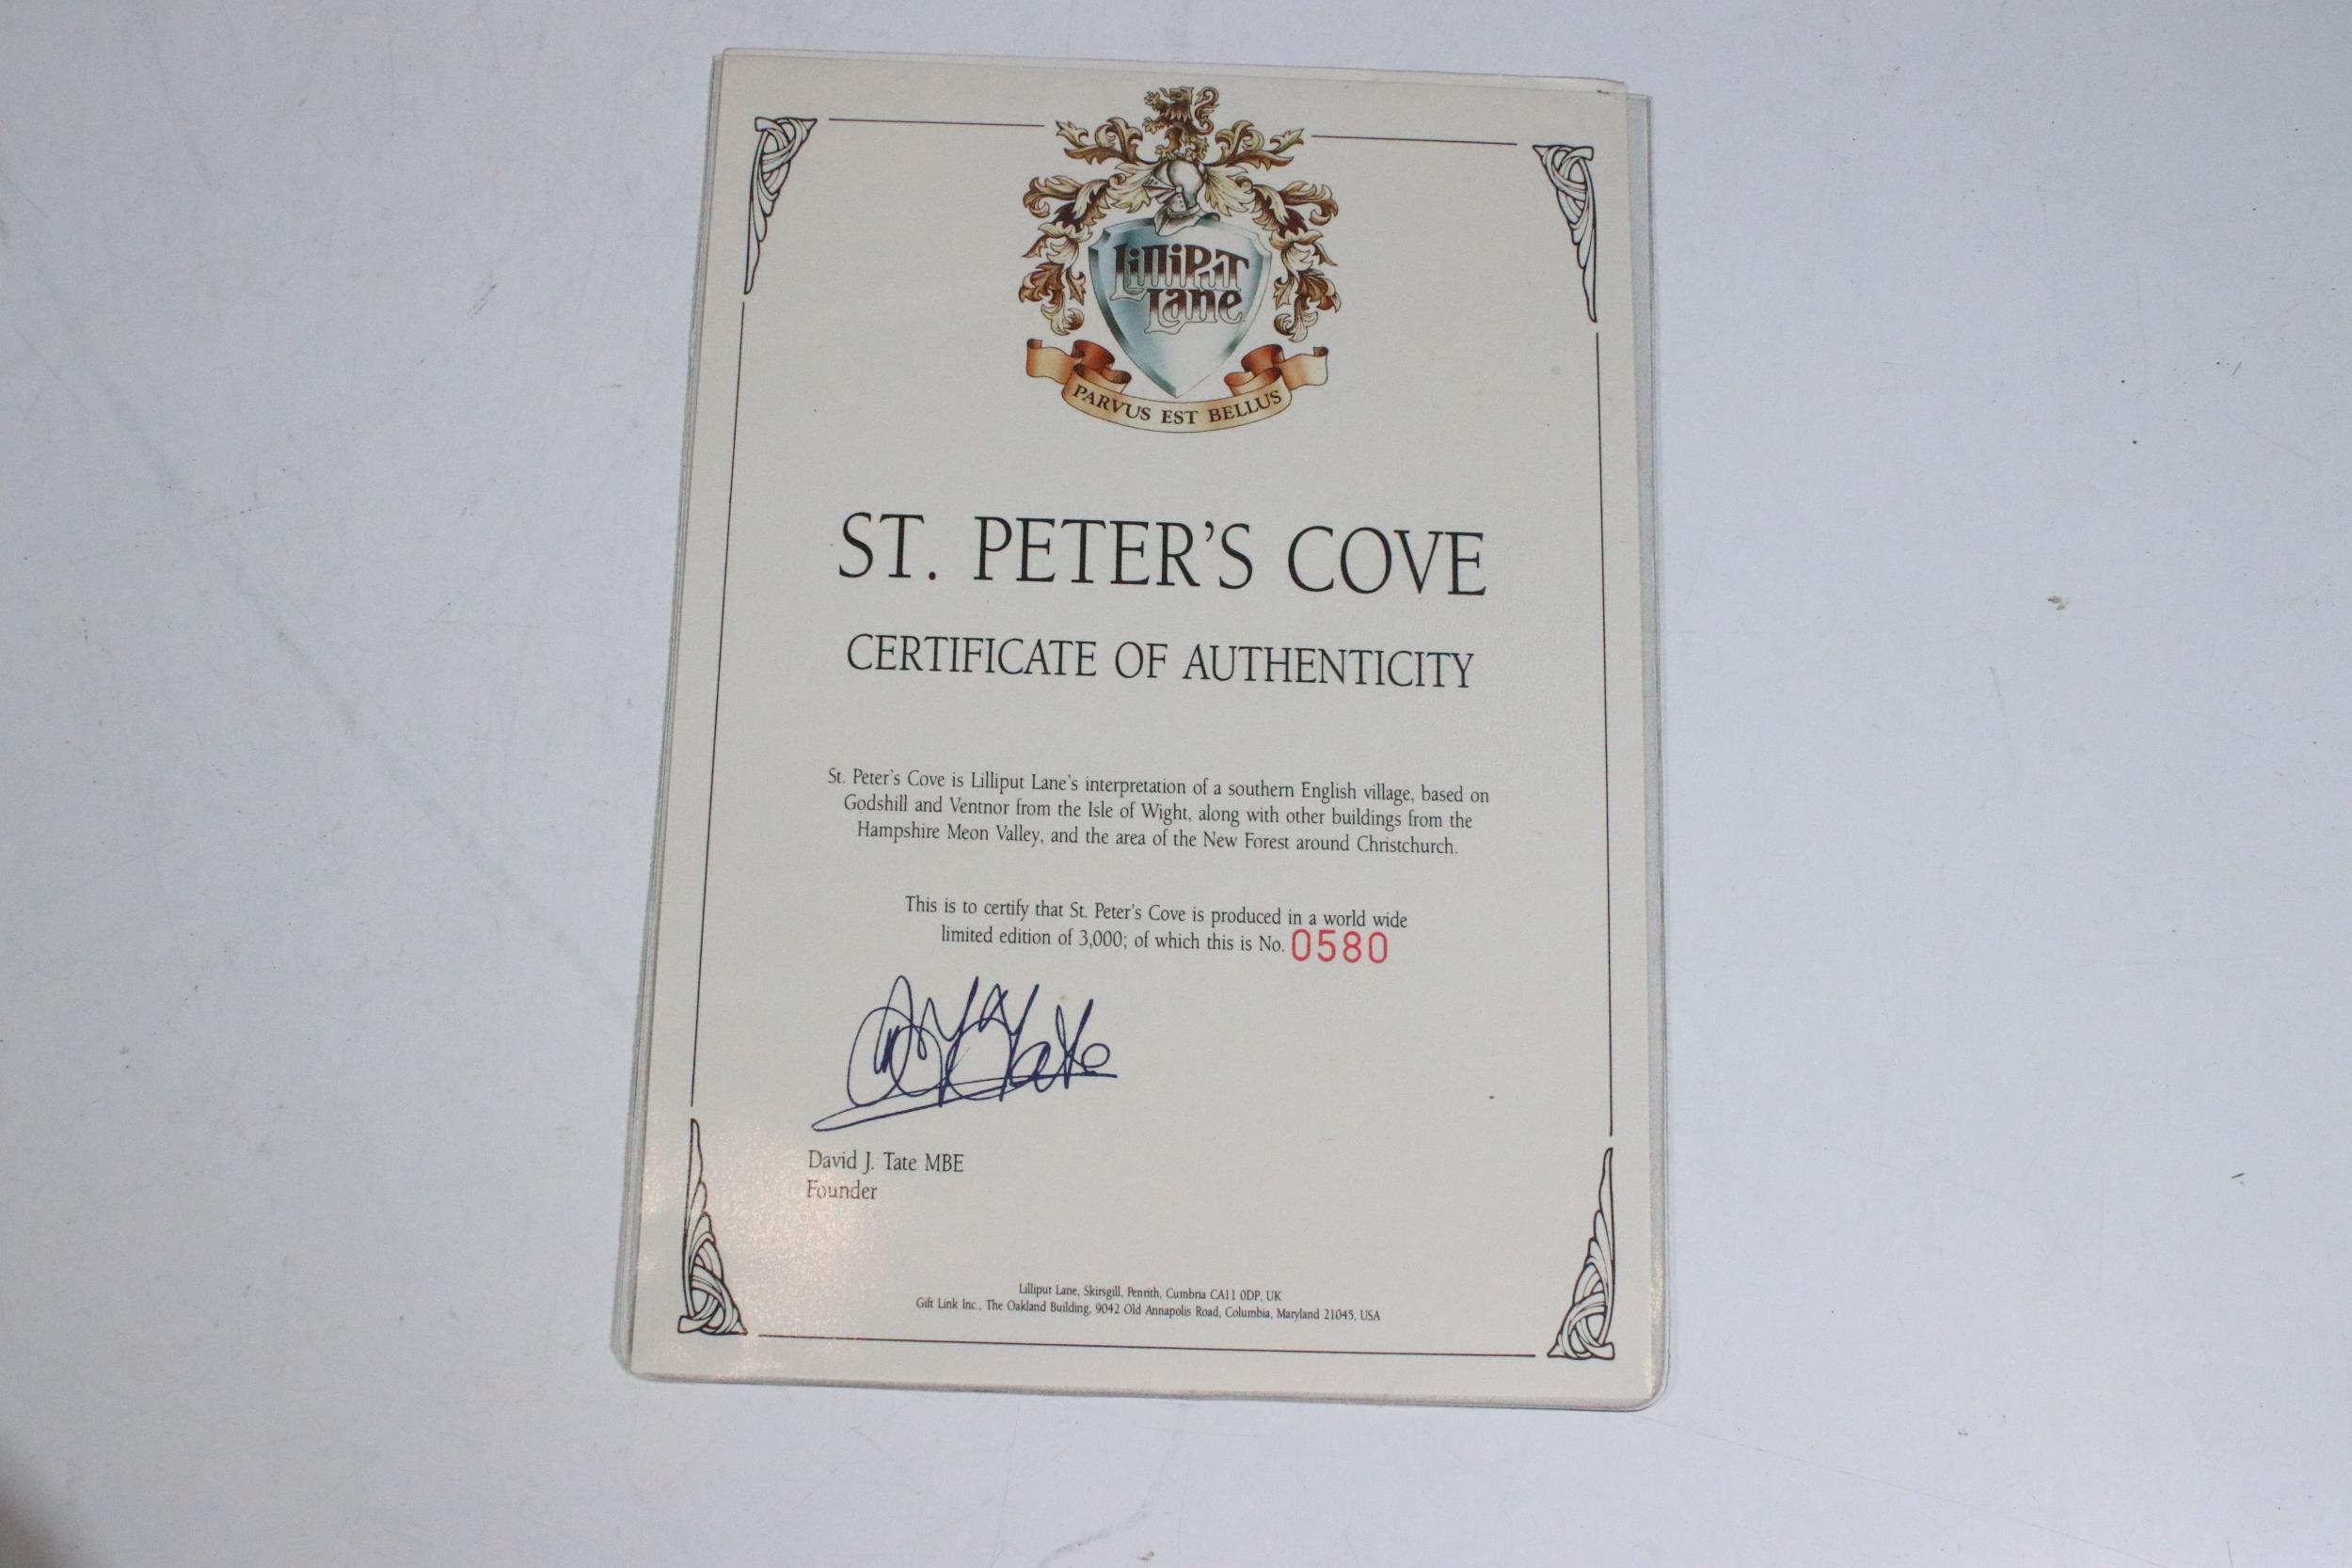 Lilliput
Lane
PARVUS EST BELLUS
ST. PETER'S COVE
CERTIFICATE OF AUTHENTICITY
St. Peter's Cove is Lilliput Lane's interpretation of a southern English village, based on
Godshill and Ventnor from the Isle of Wight, along with other buildings from the
Hampshire Meon Valley, and the area of the New Forest around Christchurch.
This is to certify that St. Peter's Cove is produced in a world wide
limited edition of 3,000; of which this is No. 0580
David J. Tate MBE
Founder
Lilliput Lane, Skirsgill, Penrith, Cumbria CA11 0DP, UK
Gift Link Inc., The Oakland Building, 9042 Old Annapolis Road, Columbia, Maryland 21045, USA